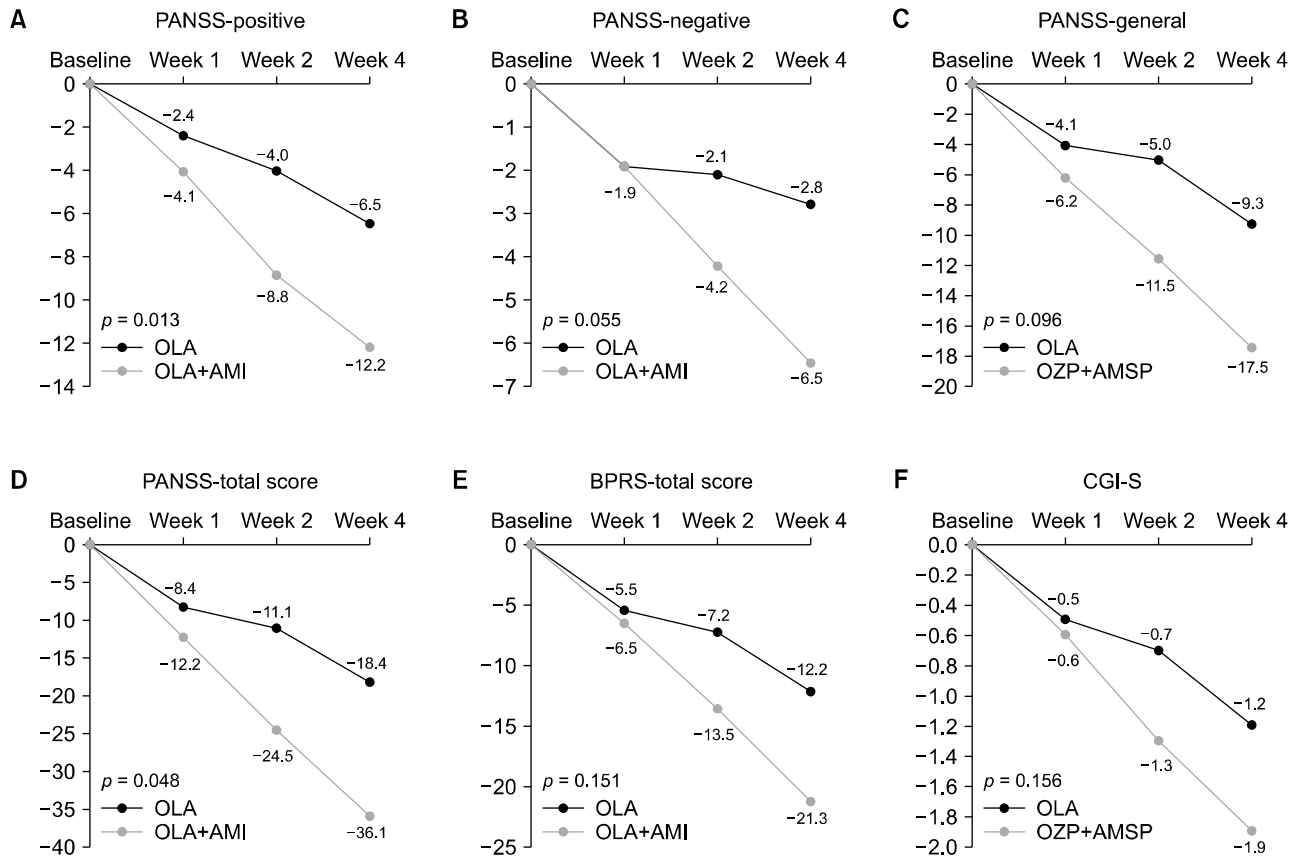 A PANSS-positive
Baseline Week 1 Week 2 Week 4
0
−2
−4
−6
−8
−10
−12
−14
−2.4
−4.0
−6.5
−4.1
−8.8
−12.2
p = 0.013
OLA
OLA+AMI
B PANSS-negative
Baseline Week 1 Week 2 Week 4
0
−1
−2
−3
−4
−5
−6
−7
−1.9
−2.1
−2.8
−4.2
−6.5
p = 0.055
OLA
OLA+AMI
C PANSS-general
Baseline Week 1 Week 2 Week 4
0
−2
−4
−6
−8
−10
−12
−14
−16
−18
−20
−4.1
−5.0
−9.3
−6.2
−11.5
−17.5
p = 0.096
OLA
OZP+AMSP
D PANSS-total score
Baseline Week 1 Week 2 Week 4
0
−5
−10
−15
−20
−25
−30
−35
−40
−8.4
−11.1
−18.4
−12.2
−24.5
−36.1
p = 0.048
OLA
OLA+AMI
E BPRS-total score
Baseline Week 1 Week 2 Week 4
0
−5
−10
−15
−20
−25
−5.5
−7.2
−12.2
−6.5
−13.5
−21.3
p = 0.151
OLA
OLA+AMI
F CGI-S
Baseline Week 1 Week 2 Week 4
0.0
−0.2
−0.4
−0.6
−0.8
−1.0
−1.2
−1.4
−1.6
−1.8
−2.0
−0.5
−0.7
−1.2
−0.6
−1.3
−1.9
p = 0.156
OLA
OZP+AMSP